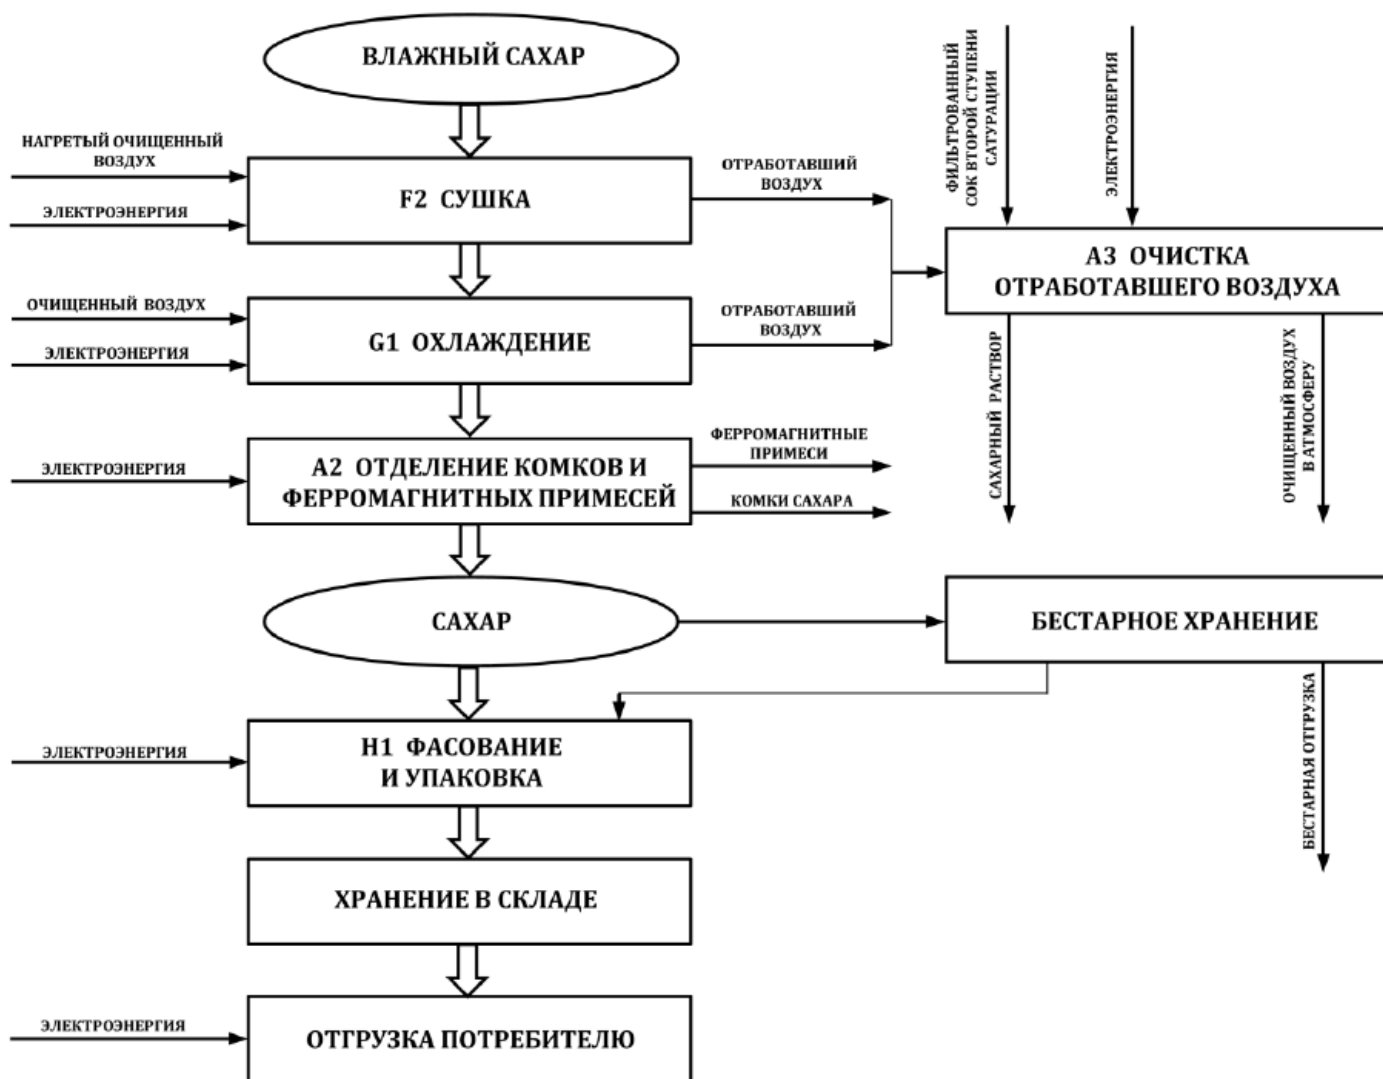 ВЛАЖНЫЙ САХАР
НАГРЕТЫЙ ОЧИЩЕННЫЙ
ВОЗДУХ
ЭЛЕКТРОЭНЕРГИЯ
F2 СУШКА
ОТРАБОТАВШИЙ
ВОЗДУХ
ФИЛЬТРОВАННЫЙ
СОК ВТОРОЙ СТУПЕНИ
САТУРАЦИИ
ЭЛЕКТРОЭНЕРГИЯ
А3 ОЧИСТКА
ОТРАБОТАВШЕГО ВОЗДУХА
ОЧИЩЕННЫЙ ВОЗДУХ
ЭЛЕКТРОЭНЕРГИЯ
G1 ОХЛАЖДЕНИЕ
ОТРАБОТАВШИЙ
ВОЗДУХ
САХАРНЫЙ РАСТВОР
ОЧИЩЕННЫЙ ВОЗДУХ
В АТМОСФЕРУ
ЭЛЕКТРОЭНЕРГИЯ
А2 ОТДЕЛЕНИЕ КОМКОВ И
ФЕРРОМАГНИТНЫХ ПРИМЕСЕЙ
ФЕРРОМАГНИТНЫЕ
ПРИМЕСИ
КОМКИ САХАРА
САХАР
БЕСТАРНОЕ ХРАНЕНИЕ
ЭЛЕКТРОЭНЕРГИЯ
Н1 ФАСОВАНИЕ
И УПАКОВКА
БЕСТАРНАЯ ОТГРУЗКА
ХРАНЕНИЕ В СКЛАДЕ
ЭЛЕКТРОЭНЕРГИЯ
ОТГРУЗКА ПОТРЕБИТЕЛЮ